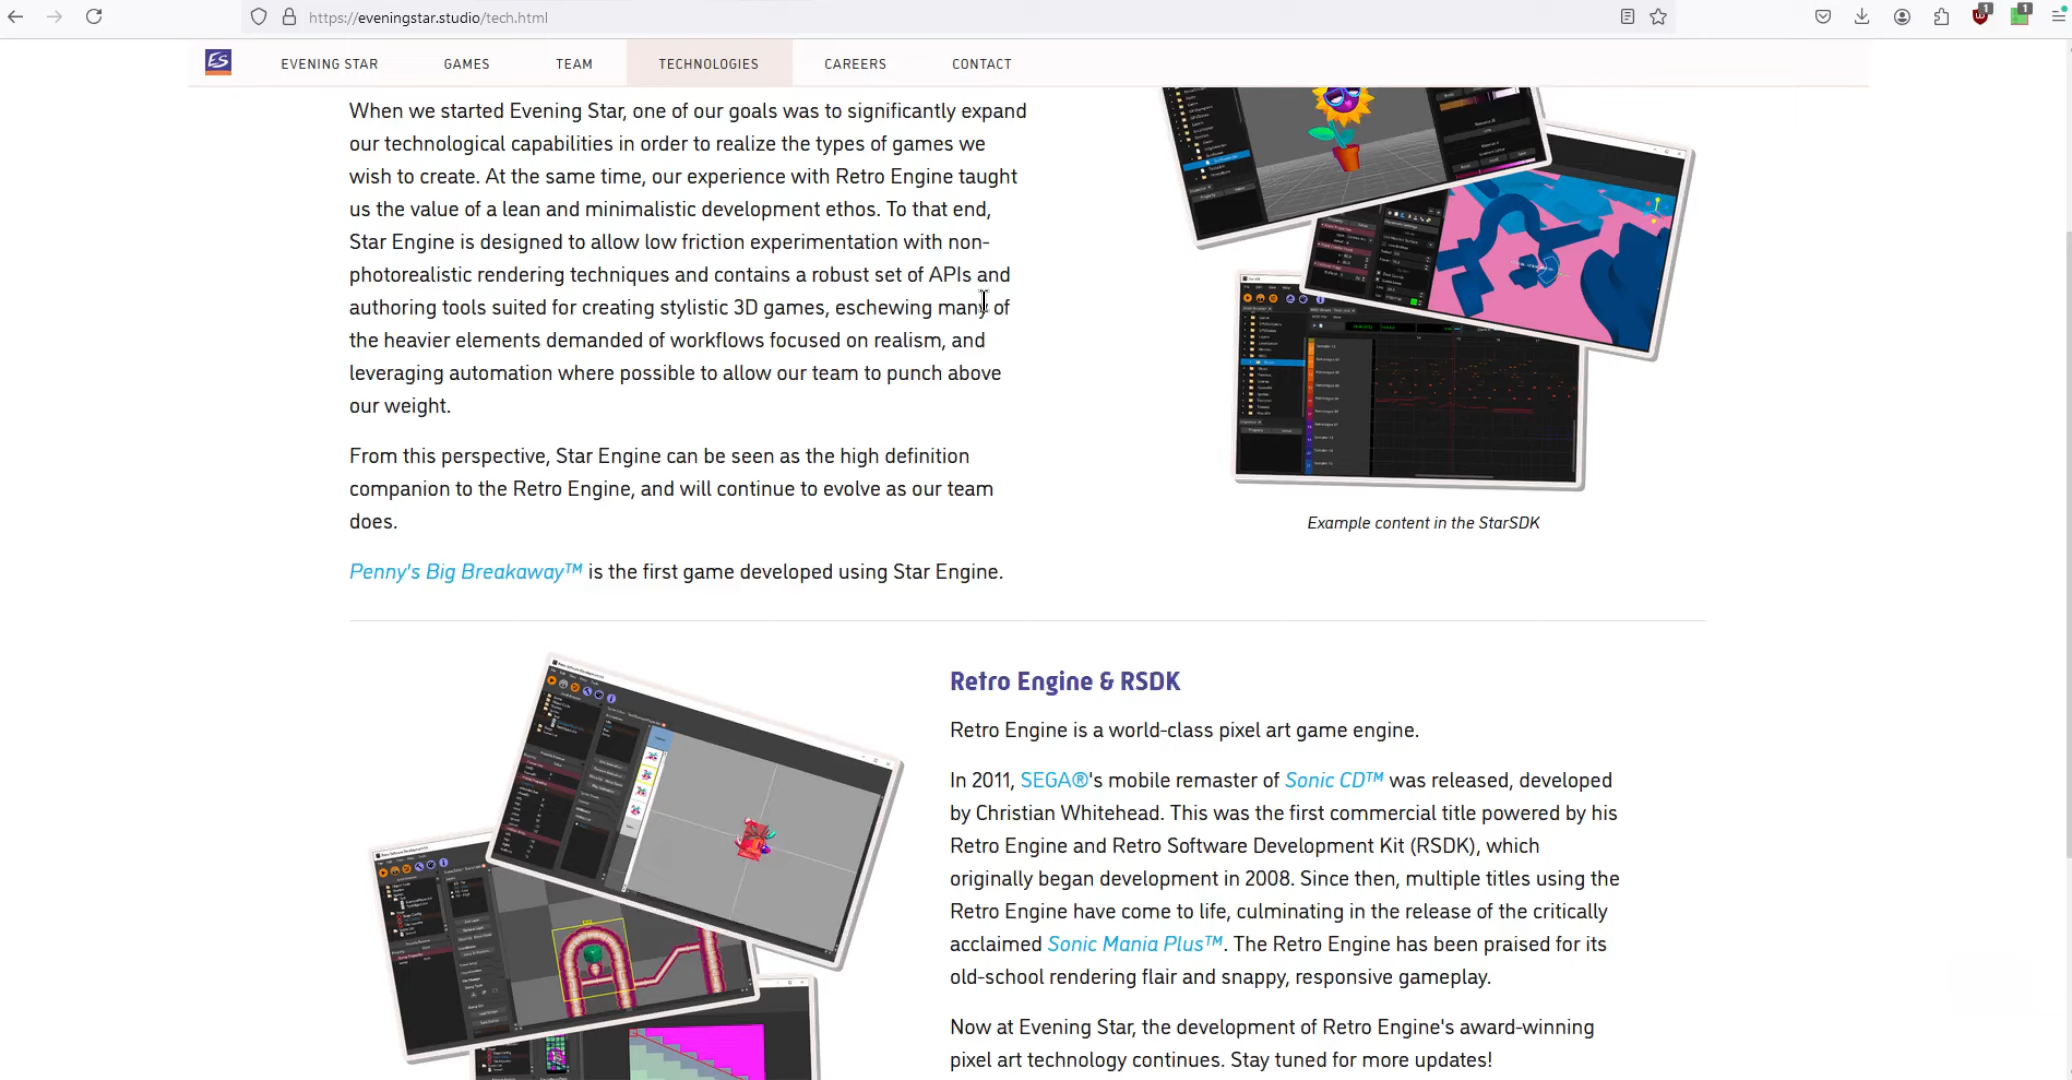 https://eveningstar.studio/tech.html
1
1
ES
EVENING STAR
GAMES
TEAM
TECHNOLOGIES
CAREERS
CONTACT
When we started Evening Star, one of our goals was to significantly expand
our technological capabilities in order to realize the types of games we
wish to create. At the same time, our experience with Retro Engine taught
us the value of a lean and minimalistic development ethos. To that end,
Star Engine is designed to allow low friction experimentation with non-
photorealistic rendering techniques and contains a robust set of APIs and
authoring tools suited for creating stylistic 3D games, eschewing many of
the heavier elements demanded of workflows focused on realism, and
leveraging automation where possible to allow our team to punch above
our weight.
From this perspective, Star Engine can be seen as the high definition
companion to the Retro Engine, and will continue to evolve as our team
does.
Penny's Big Breakaway™ is the first game developed using Star Engine.
Example content in the StarSDK
Retro Engine & RSDK
Retro Engine is a world-class pixel art game engine.
In 2011, SEGA®'s mobile remaster of Sonic CD™ was released, developed
by Christian Whitehead. This was the first commercial title powered by his
Retro Engine and Retro Software Development Kit (RSDK), which
originally began development in 2008. Since then, multiple titles using the
Retro Engine have come to life, culminating in the release of the critically
acclaimed Sonic Mania Plus™. The Retro Engine has been praised for its
old-school rendering flair and snappy, responsive gameplay.
Now at Evening Star, the development of Retro Engine's award-winning
pixel art technology continues. Stay tuned for more updates!